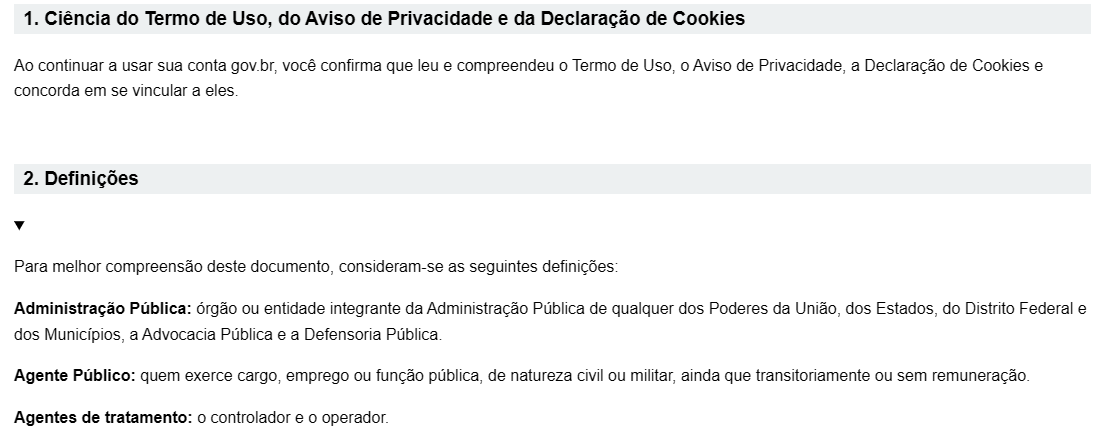 1. Ciência do Termo de Uso, do Aviso de Privacidade e da Declaração de Cookies
Ao continuar a usar sua conta gov.br, você confirma que leu e compreendeu o Termo de Uso, o Aviso de Privacidade, a Declaração de Cookies e
concorda em se vincular a eles.
2. Definições
Para melhor compreensão deste documento, consideram-se as seguintes definições:
Administração Pública: órgão ou entidade integrante da Administração Pública de qualquer dos Poderes da União, dos Estados, do Distrito Federal e
dos Municípios, a Advocacia Pública e a Defensoria Pública.
Agente Público: quem exerce cargo, emprego ou função pública, de natureza civil ou militar, ainda que transitoriamente ou sem remuneração.
Agentes de tratamento: o controlador e o operador.